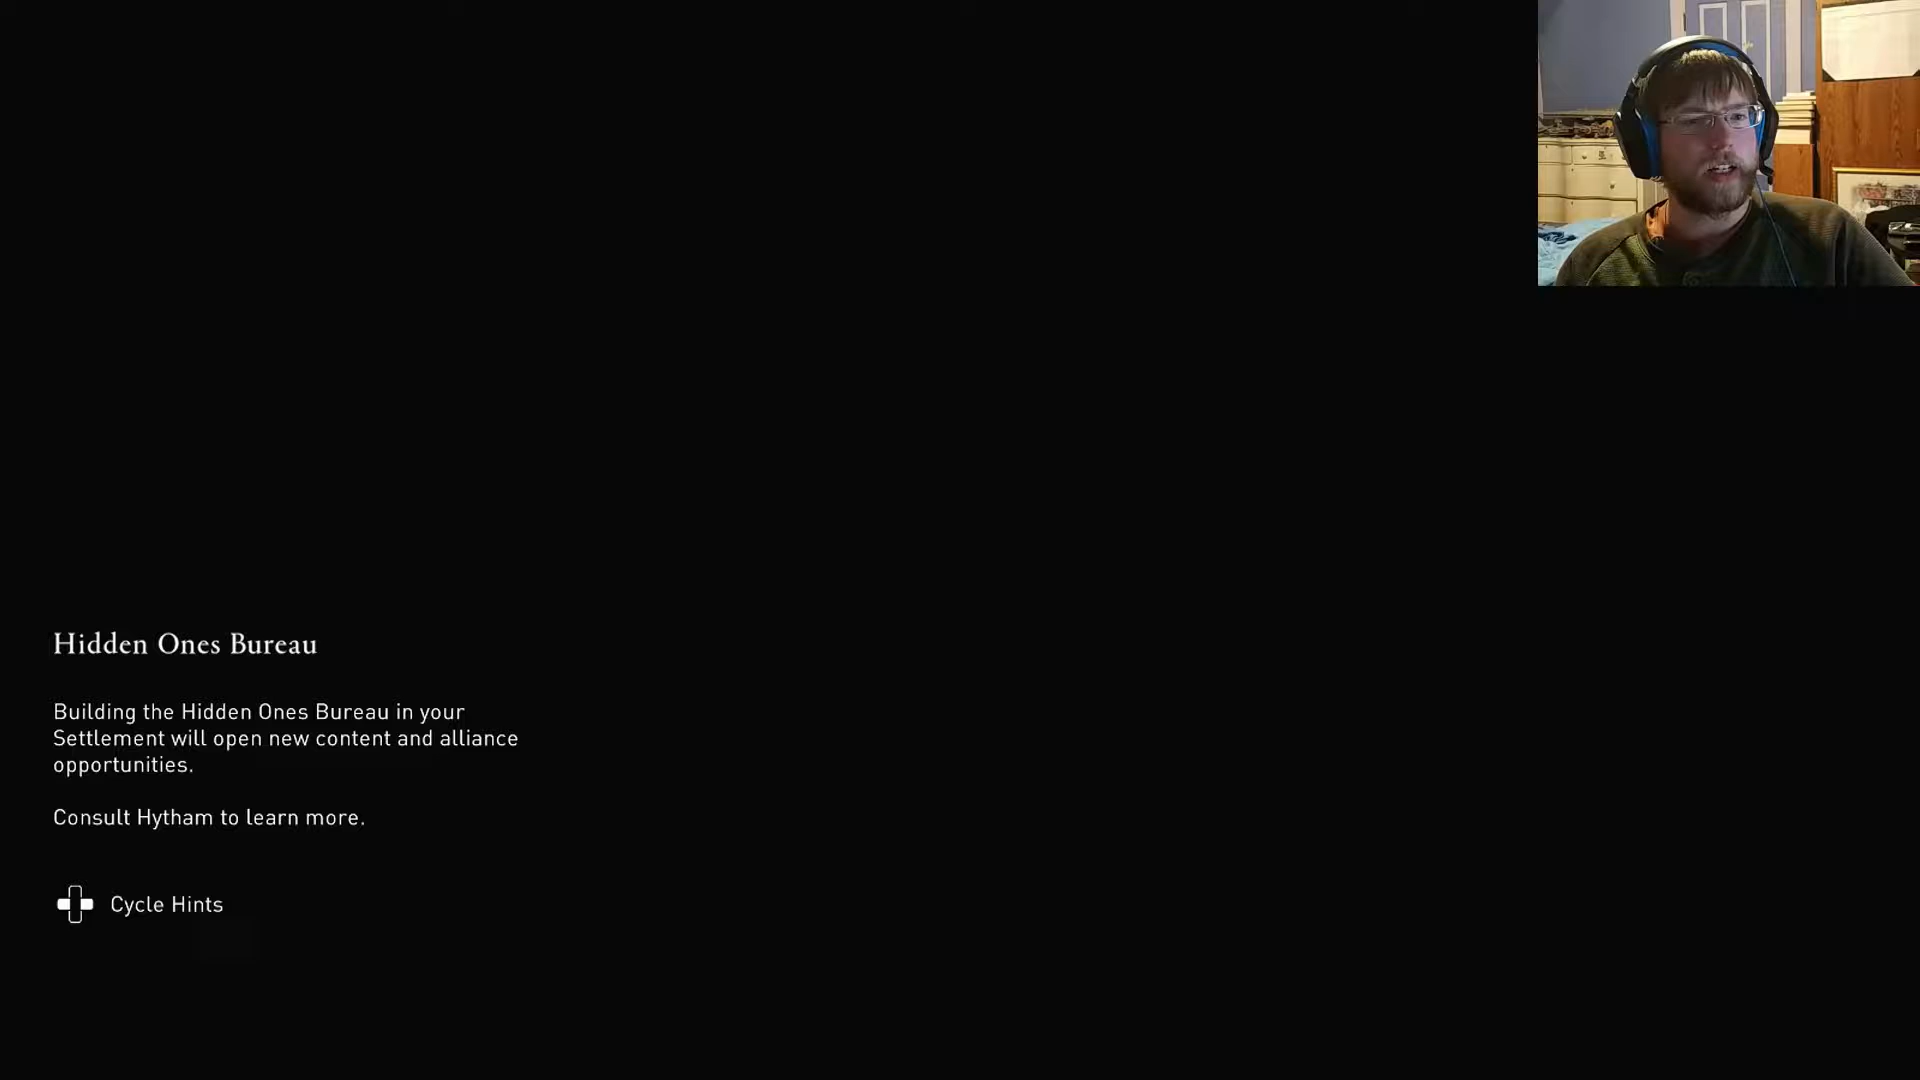 Hidden Ones Bureau
Building the Hidden Ones Bureau in your
Settlement will open new content and alliance
opportunities.
Consult Hytham to learn more.
Cycle Hints